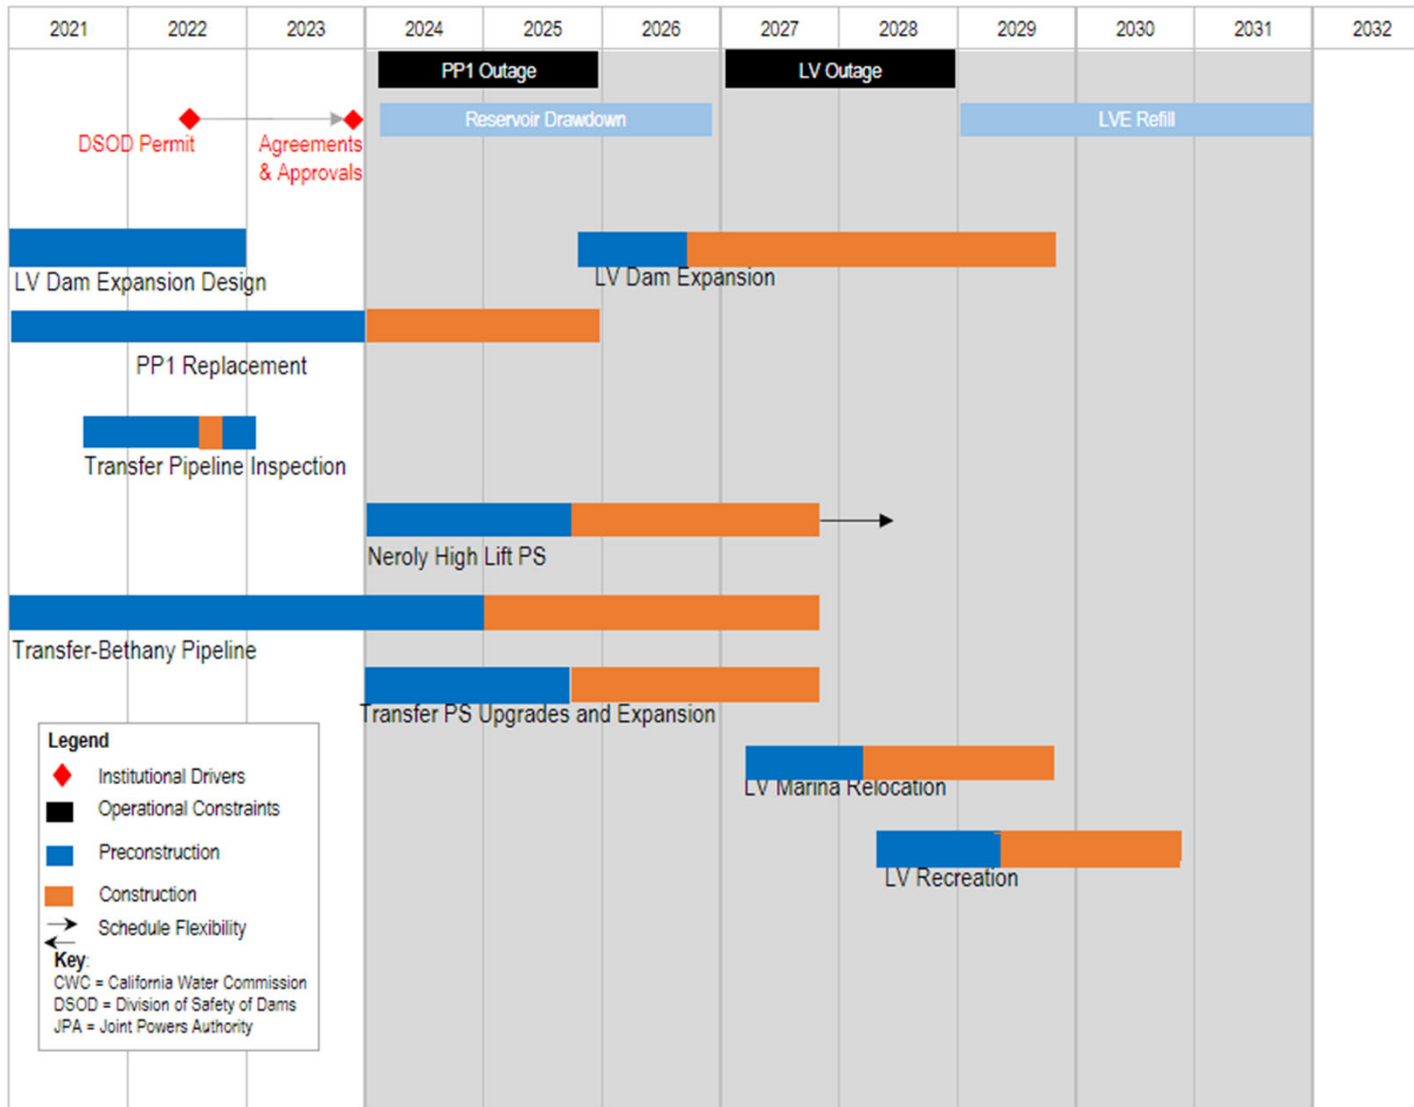 2021 2022 2023 2024 2025 2026 2027 2028 2029 2030 2031 2032
PP1 Outage LV Outage
Reservoir Drawdown LVE Refill
DSOD Permit Agreements
& Approvals
LV Dam Expansion Design LV Dam Expansion
PP1 Replacement
Transfer Pipeline Inspection
Neroly High Lift PS
Transfer-Bethany Pipeline
Transfer PS Upgrades and Expansion
LV Marina Relocation
LV Recreation
Legend
Institutional Drivers
Operational Constraints
Preconstruction
Construction
Schedule Flexibility
Key:
CWC = California Water Commission
DSOD = Division of Safety of Dams
JPA = Joint Powers Authority